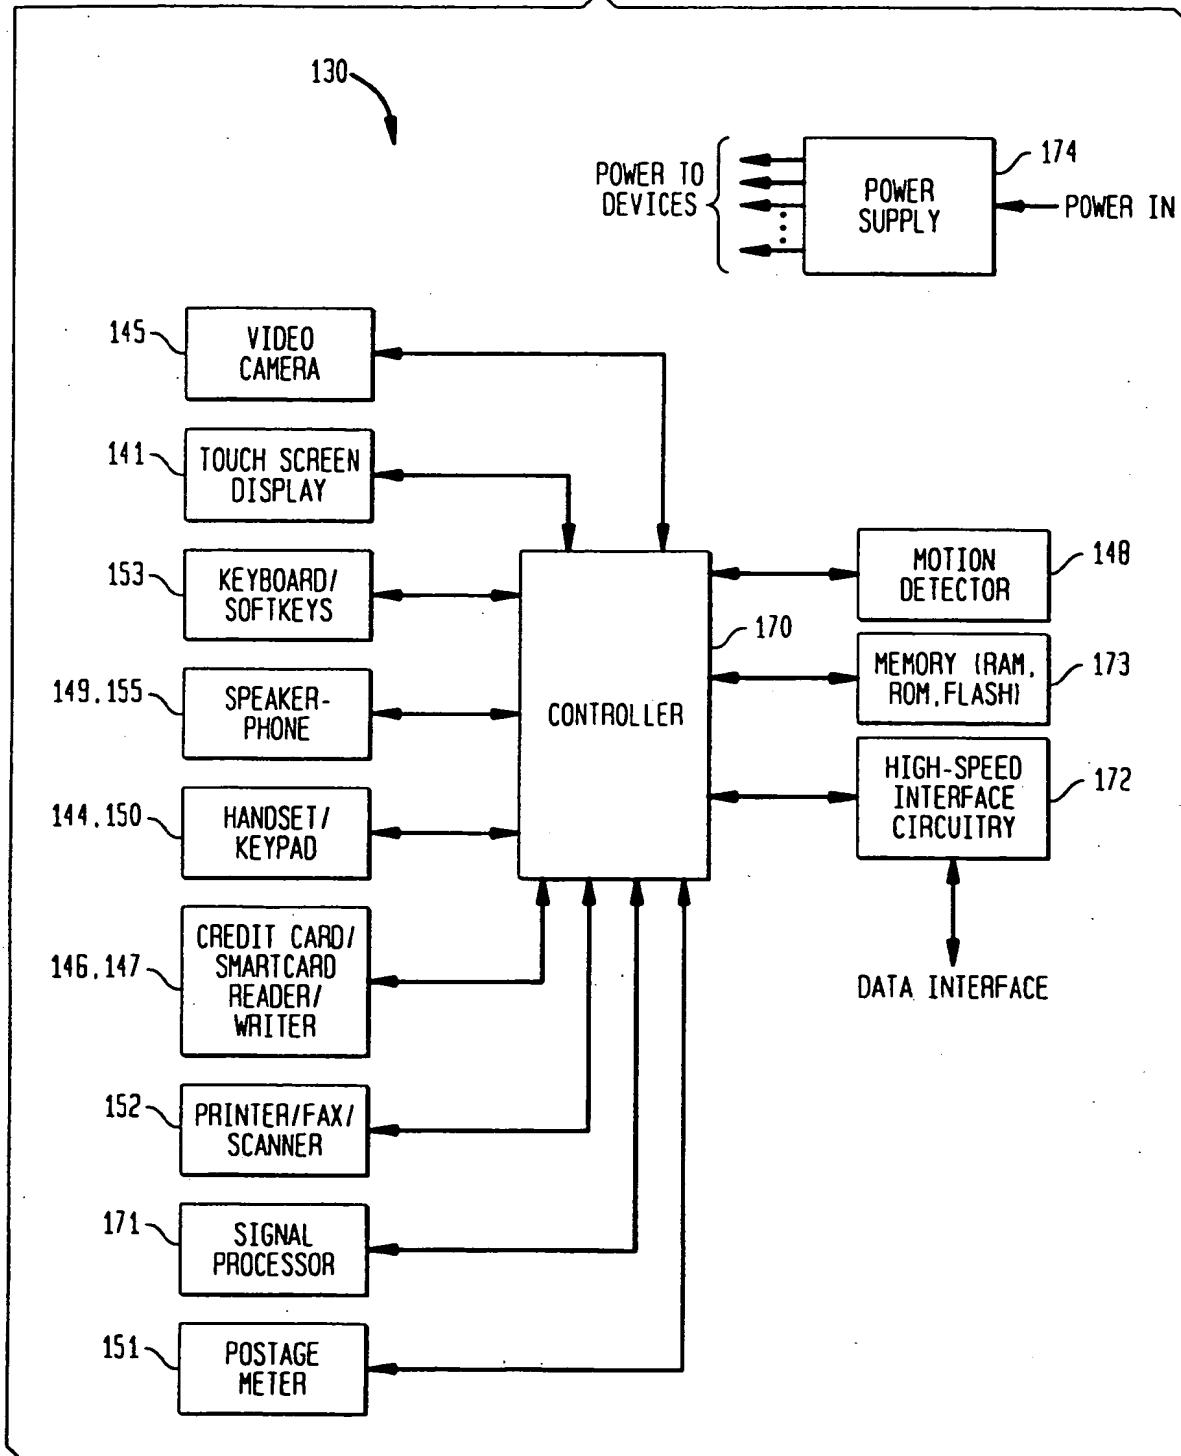 130
POWER TO
DEVICES
POWER
SUPPLY
174
POWER IN
145
VIDEO
CAMERA
141
TOUCH SCREEN
DISPLAY
153
KEYBOARD/
SOFTKEYS
149,155
SPEAKER-
PHONE
144,150
HANDSET/
KEYPAD
146,147
CREDIT CARD/
SMARTCARD
READER/
WRITER
152
PRINTER/FAX/
SCANNER
171
SIGNAL
PROCESSOR
151
POSTAGE
METER
CONTROLLER
170
MOTION
DETECTOR
148
MEMORY (RAM,
ROM,FLASH)
173
HIGH-SPEED
INTERFACE
CIRCUITRY
172
DATA INTERFACE